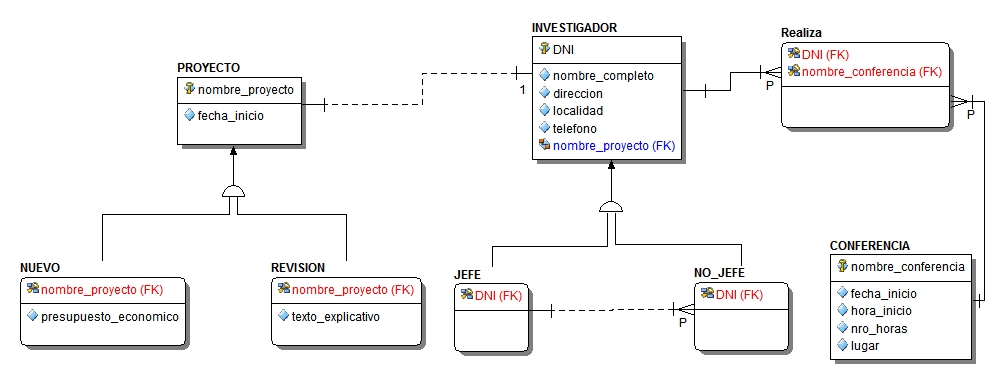 PROYECTO
nombre_proyecto
fecha_inicio
INVESTIGADOR
DNI
nombre_completo
direccion
localidad
telefono
nombre_proyecto (FK)
1
Realiza
DNI (FK)
nombre_conferencia (FK)
P
P
NUEVO
nombre_proyecto (FK)
presupuesto_economico
REVISION
nombre_proyecto (FK)
texto_explicativo
JEFE
DNI (FK)
P
NO_JEFE
DNI (FK)
CONFERENCIA
nombre_conferencia
fecha_inicio
hora_inicio
nro_horas
lugar